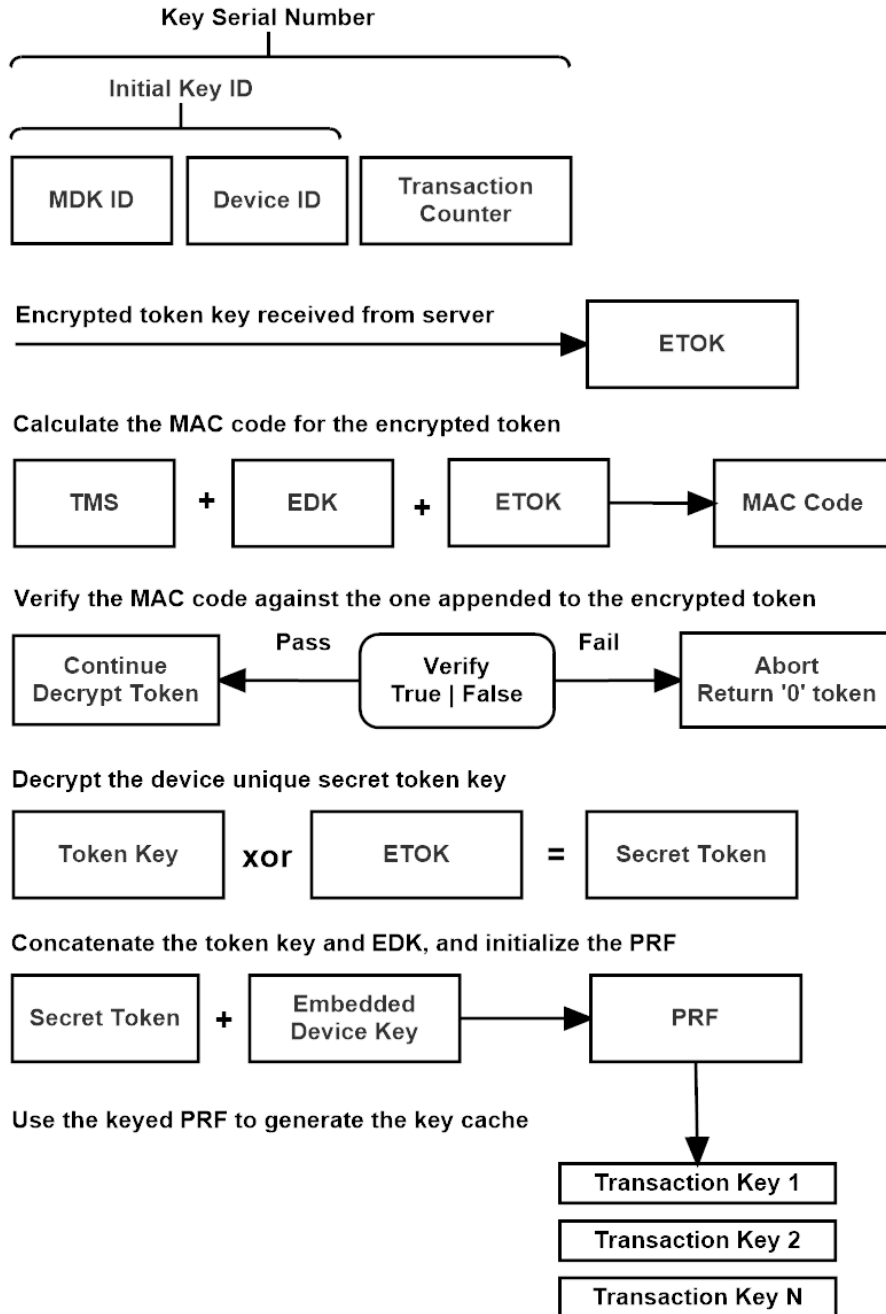 Key Serial Number
Initial Key ID
MDK ID
Device ID
Transaction
Counter
Encrypted token key received from server
ETOK
Calculate the MAC code for the encrypted token
TMS
+
EDK
+
ETOK
MAC Code
Verify the MAC code against the one appended to the encrypted token
Continue
Decrypt Token
Pass
Verify
True | False
Fail
Abort
Return '0' token
Decrypt the device unique secret token key
Token Key
xor
ETOK
=
Secret Token
Concatenate the token key and EDK, and initialize the PRF
Secret Token
+
Embedded
Device Key
PRF
Use the keyed PRF to generate the key cache
Transaction Key 1
Transaction Key 2
Transaction Key N